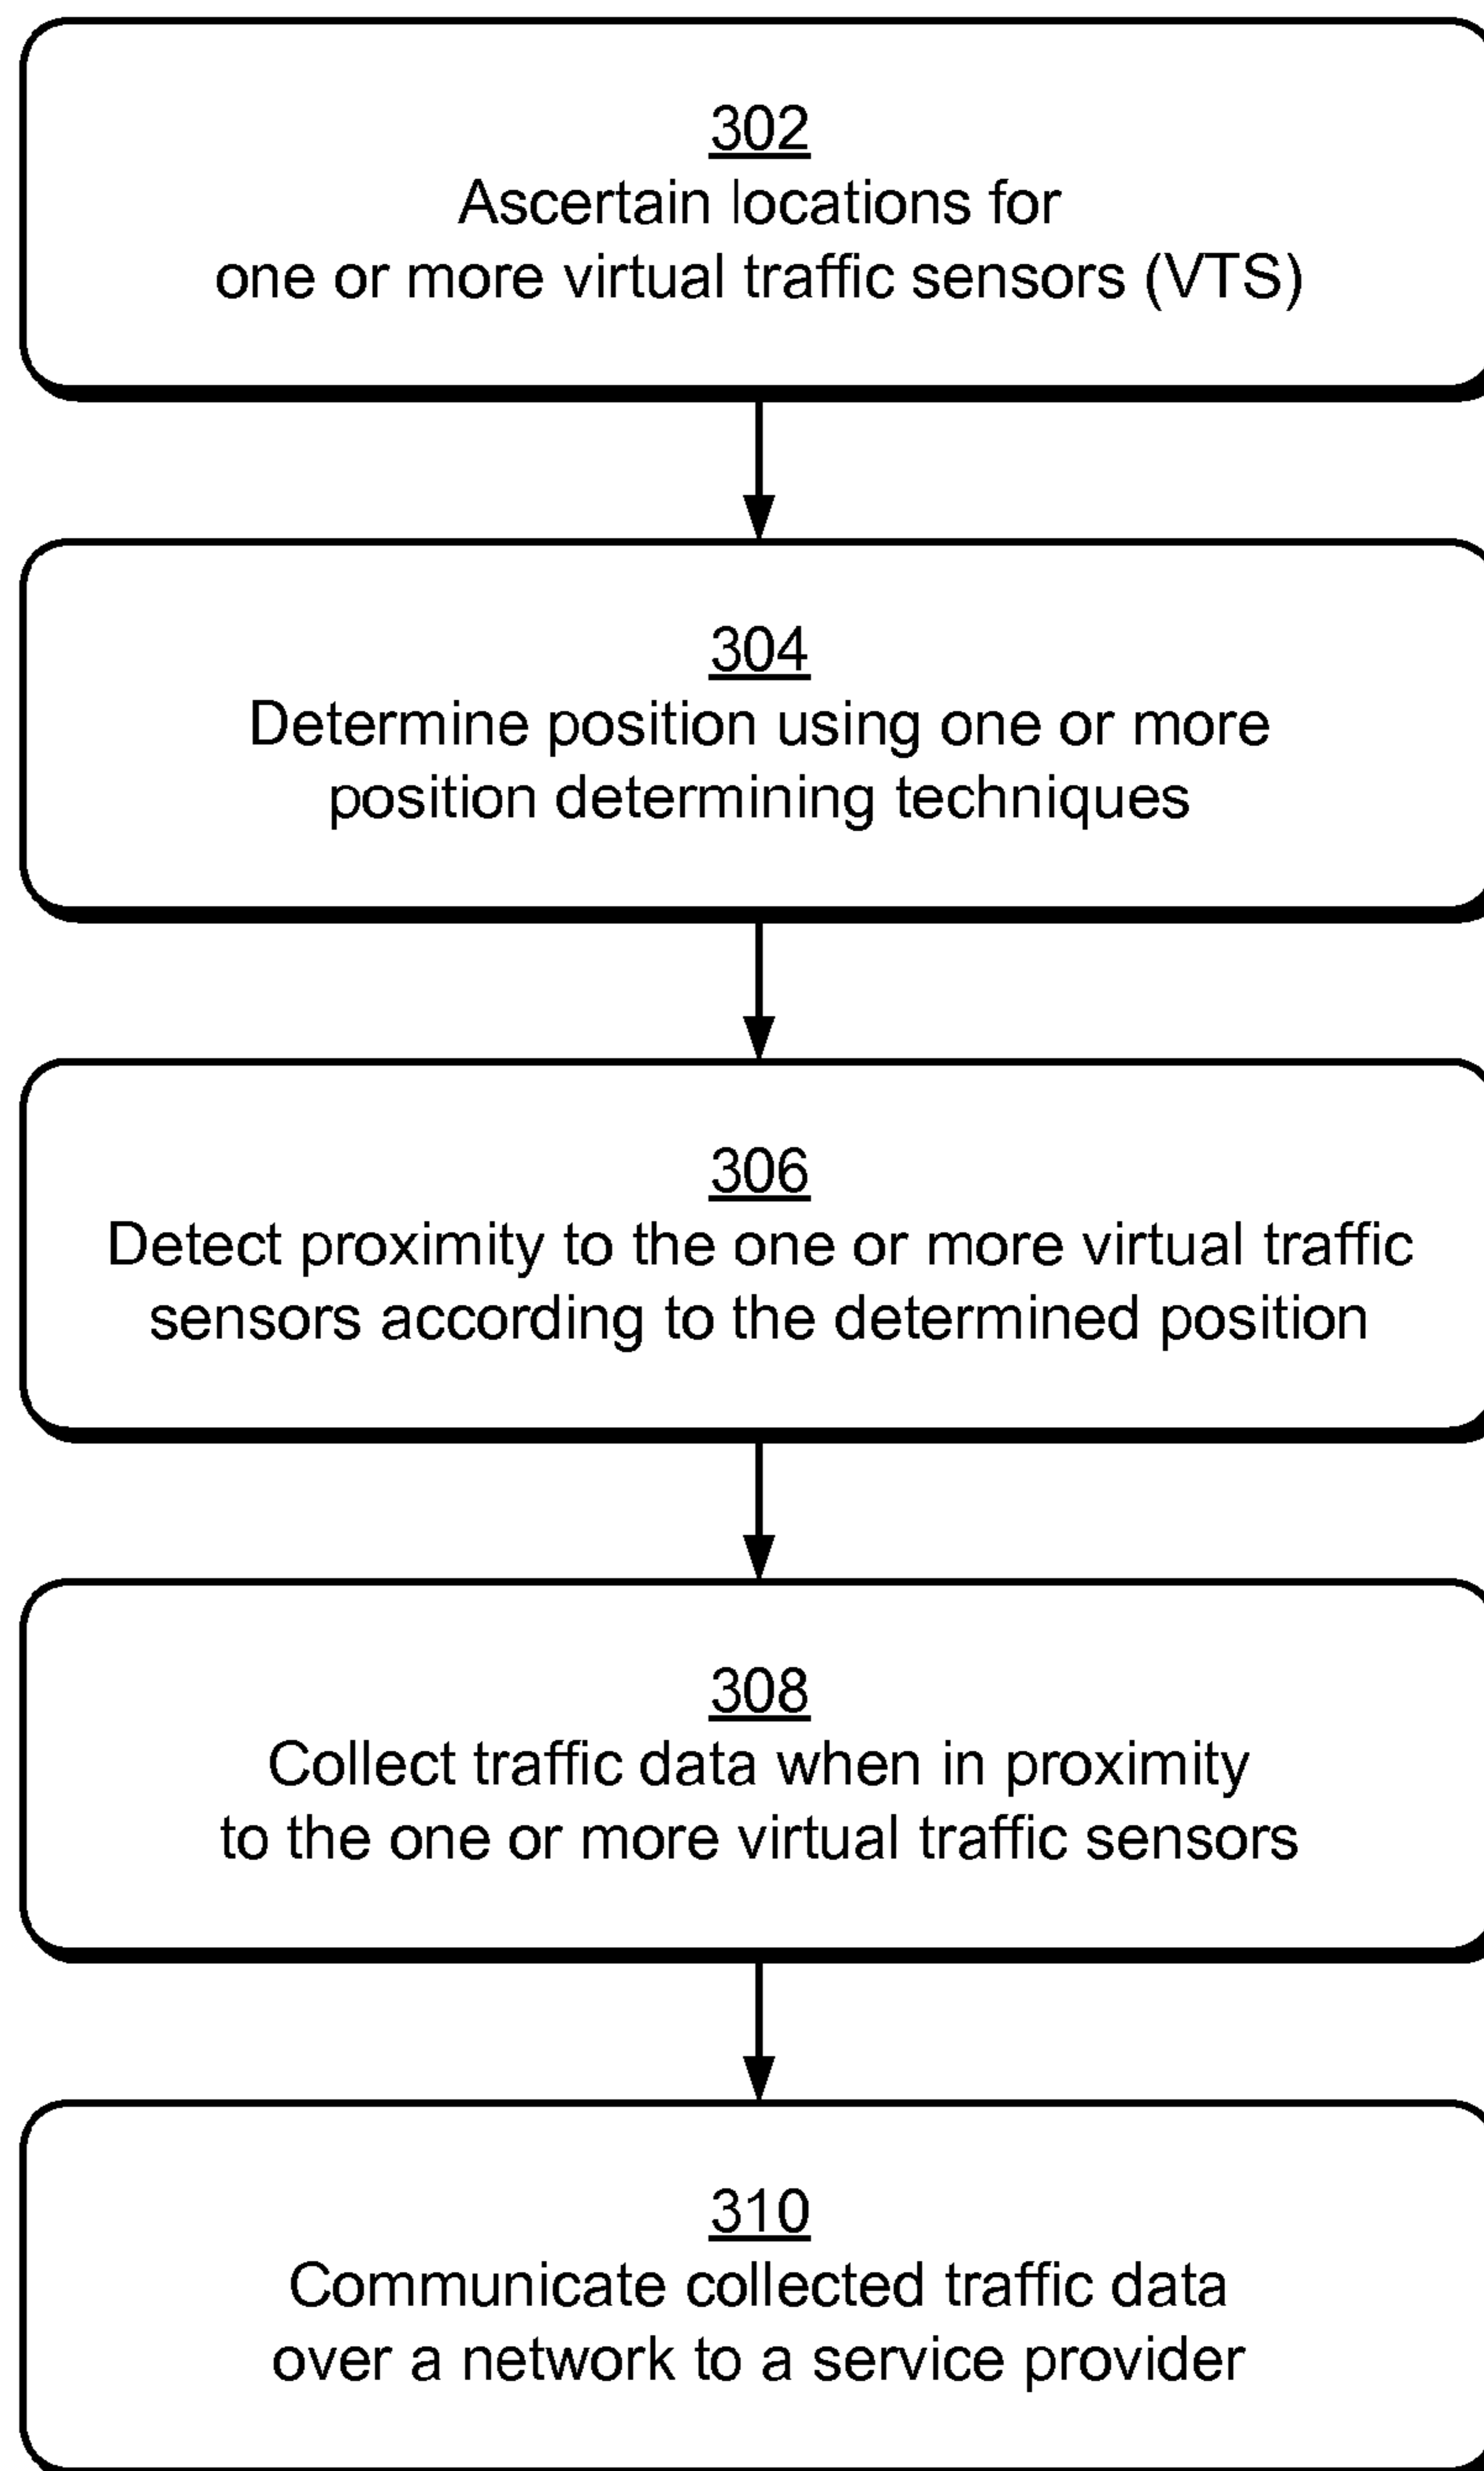 302
Ascertain locations for
one or more virtual traffic sensors (VTS)
304
Determine position using one or more
position determining techniques
306
Detect proximity to the one or more virtual traffic
sensors according to the determined position
308
Collect traffic data when in proximity
to the one or more virtual traffic sensors
310
Communicate collected traffic data
over a network to a service provider